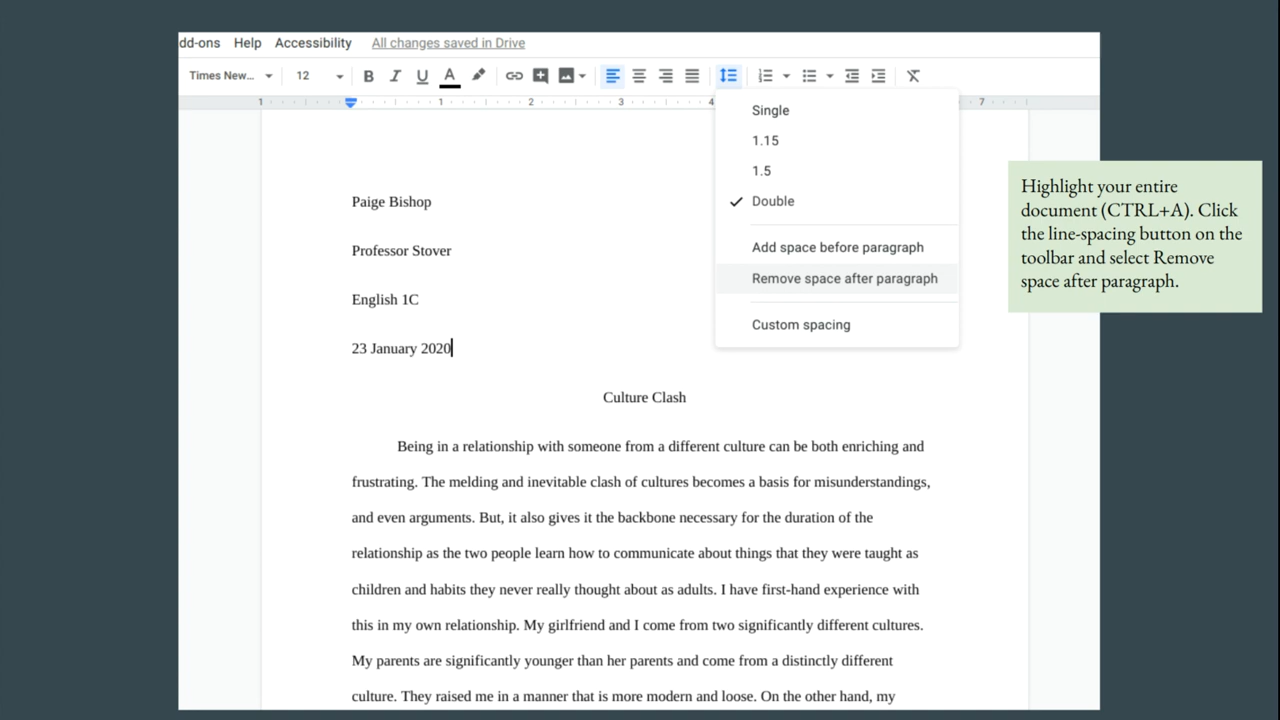 dd-ons Help Accessibility All changes saved in Drive
Times New... 12 B I U A
1 1 2 3 4 7
Single
1.15
1.5
Double
Add space before paragraph
Remove space after paragraph
Custom spacing
Highlight your entire
document (CTRL+A). Click
the line-spacing button on the
toolbar and select Remove
space after paragraph.
Paige Bishop
Professor Stover
English 1C
23 January 2020
Culture Clash
Being in a relationship with someone from a different culture can be both enriching and
frustrating. The melding and inevitable clash of cultures becomes a basis for misunderstandings,
and even arguments. But, it also gives it the backbone necessary for the duration of the
relationship as the two people learn how to communicate about things that they were taught as
children and habits they never really thought about as adults. I have first-hand experience with
this in my own relationship. My girlfriend and I come from two significantly different cultures.
My parents are significantly younger than her parents and come from a distinctly different
culture. They raised me in a manner that is more modern and loose. On the other hand, my